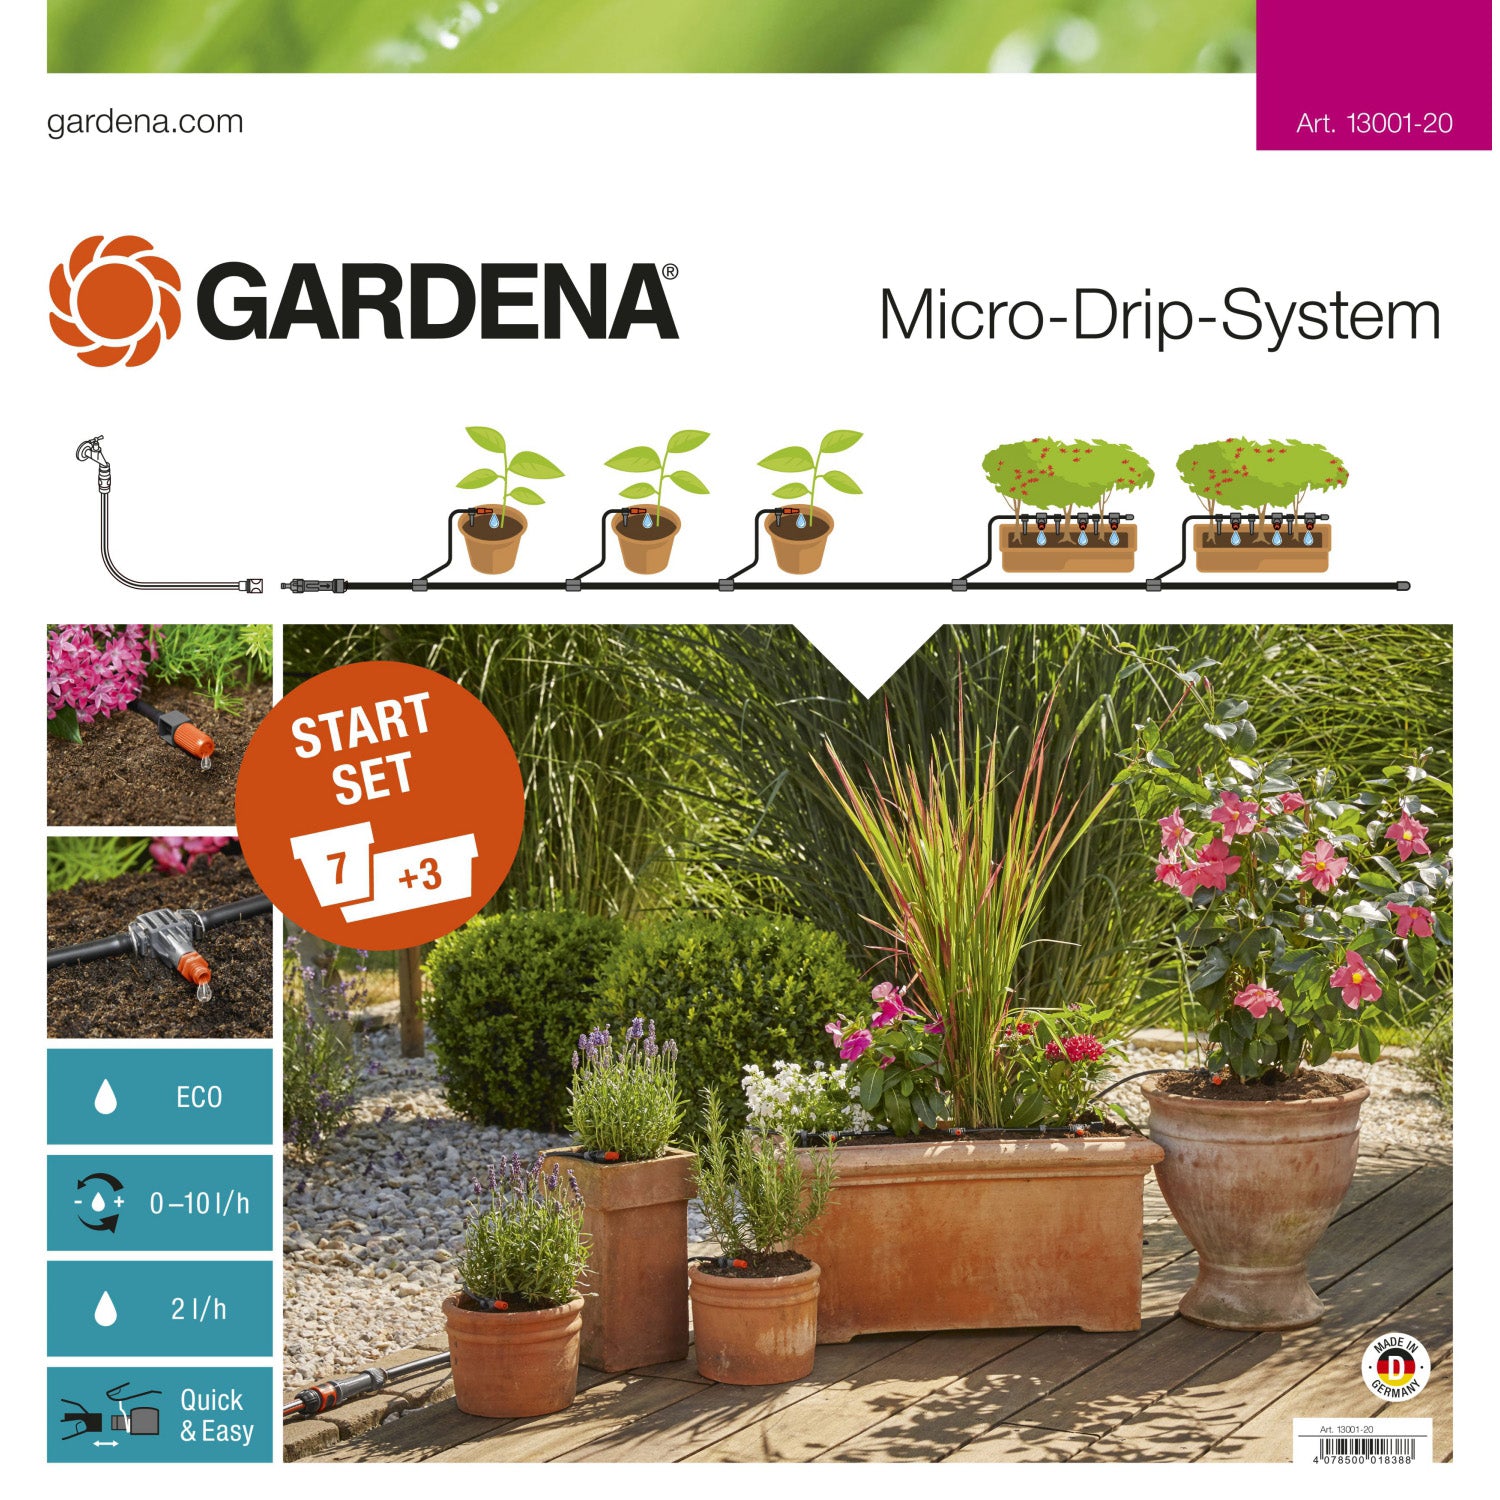 gardena.com
Art. 13001-20
GARDENA®
Micro-Drip-System
START
SET
7
+3
ECO
- +
0–10 l/h
2 l/h
Quick
& Easy
MADE IN
D
GERMANY
Art. 13001-20
4 078500 018388